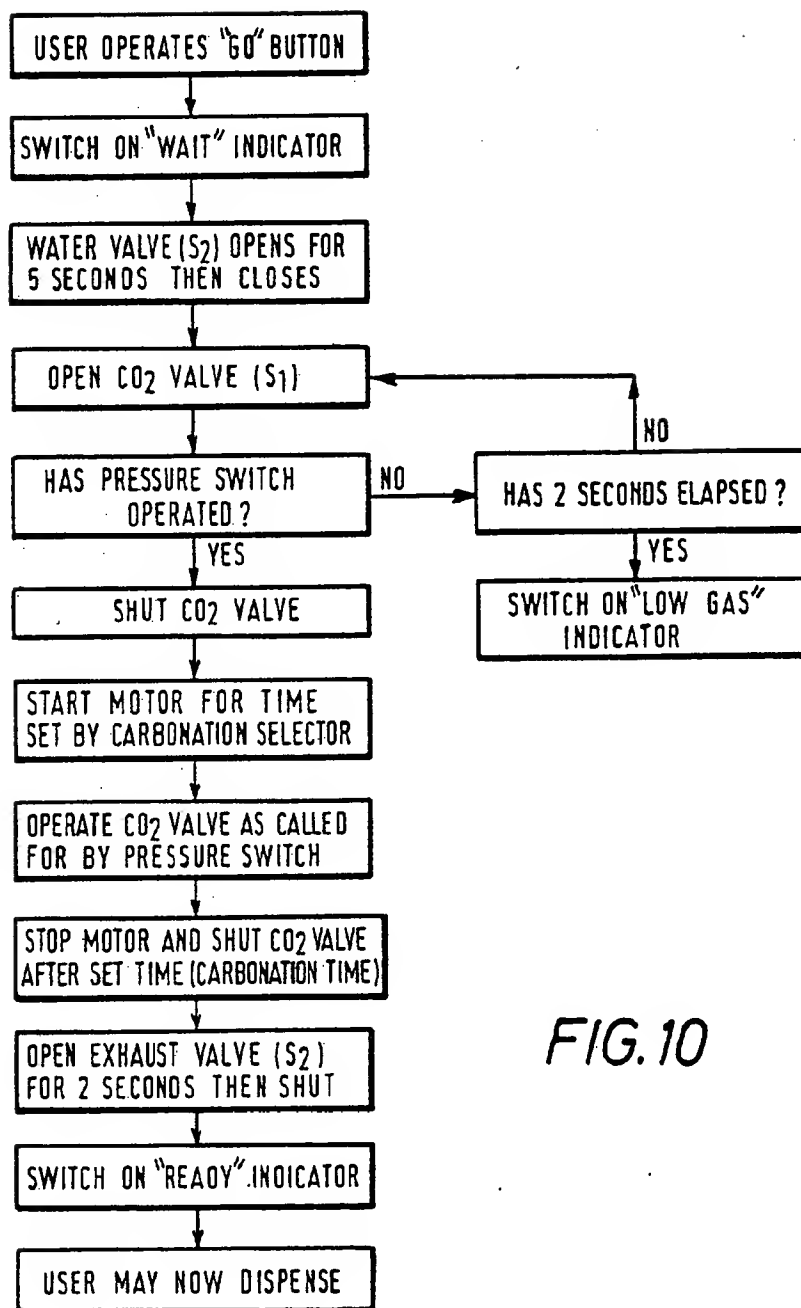 USER OPERATES "GO" BUTTON
SWITCH ON "WAIT" INDICATOR
WATER VALVE (S2) OPENS FOR
5 SECONDS THEN CLOSES
OPEN CO2 VALVE (S1)
NO
HAS PRESSURE SWITCH
OPERATED?
NO
HAS 2 SECONDS ELAPSED?
YES
YES
SHUT CO2 VALVE
SWITCH ON "LOW GAS"
INDICATOR
START MOTOR FOR TIME
SET BY CARBONATION SELECTOR
OPERATE CO2 VALVE AS CALLED
FOR BY PRESSURE SWITCH
STOP MOTOR AND SHUT CO2 VALVE
AFTER SET TIME (CARBONATION TIME)
OPEN EXHAUST VALVE (S2)
FOR 2 SECONDS THEN SHUT
SWITCH ON "READY" INDICATOR
USER MAY NOW DISPENSE
FIG. 10